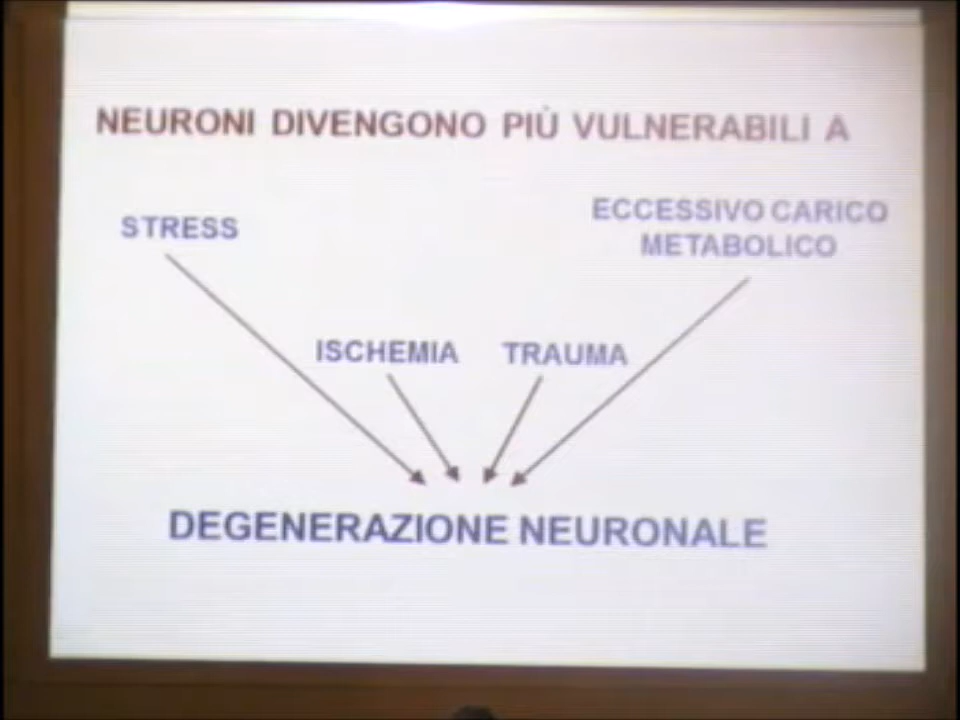 NEURONI DIVENGONO PIÙ VULNERABILI A
STRESS
ECCESSIVO CARICO
METABOLICO
ISCHEMIA
TRAUMA
DEGENERAZIONE NEURONALE